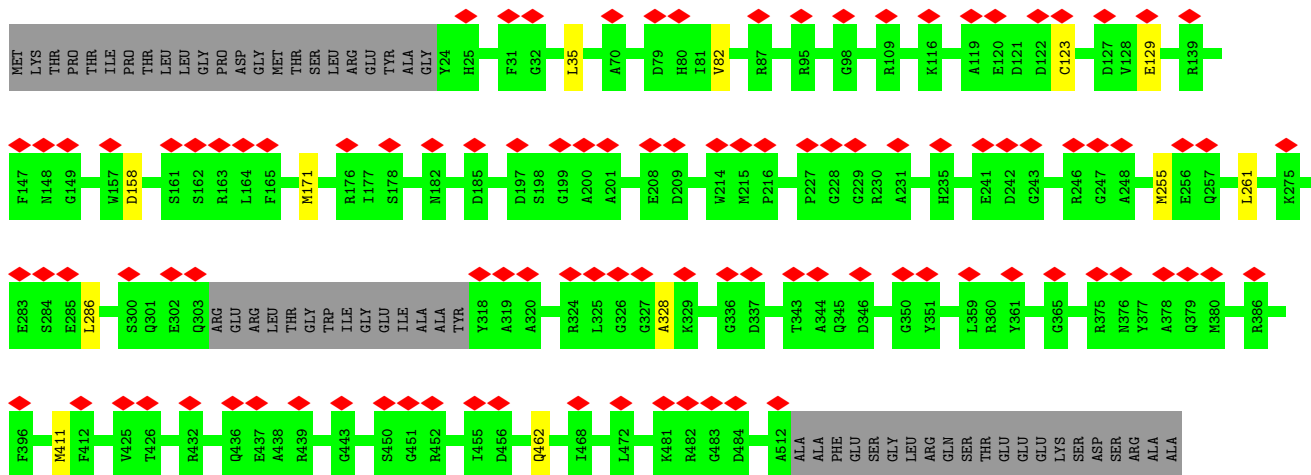 MET LYS THR PRO THR ILE PRO THR LEU LEU GLY PRO ASP GLY MET THR SER LEU ARG GLU TYR ALA GLY Y24 H25 F31 G32 L35 A70 D79 H80 I81 V82 R87 R95 G98 R109 K116 A119 E120 D121 D122 C123 D127 V128 E129 R139
F147 N148 G149 W157 D158 S161 S162 R163 L164 F165 M171 R176 I177 S178 N182 D185 D197 S198 G199 A200 A201 E208 D209 W214 M215 P216 P227 G228 G229 R230 A231 H235 E241 D242 G243 R246 G247 A248 M255 E256 Q257 L261 K275
E283 S284 E285 L286 S300 Q301 E302 Q303 ARG GLU ARG LEU THR GLY TRP ILE GLY GLU ILE ALA ALA TYR Y318 A319 A320 R324 L325 G326 G327 A328 K329 G336 D337 T343 A344 Q345 D346 G350 Y351 L359 R360 Y361 G365 R375 N376 Y377 A378 Q379 M380 R386
F396 M411 F412 V425 T426 R432 Q436 E437 A438 R439 G443 S450 G451 R452 I455 D456 Q462 I468 L472 K481 R482 G483 D484 A512 ALA ALA PHE GLU SER GLY LEU ARG GLN SER THR GLU GLU GLU LYS SER ASP SER ARG ALA ALA